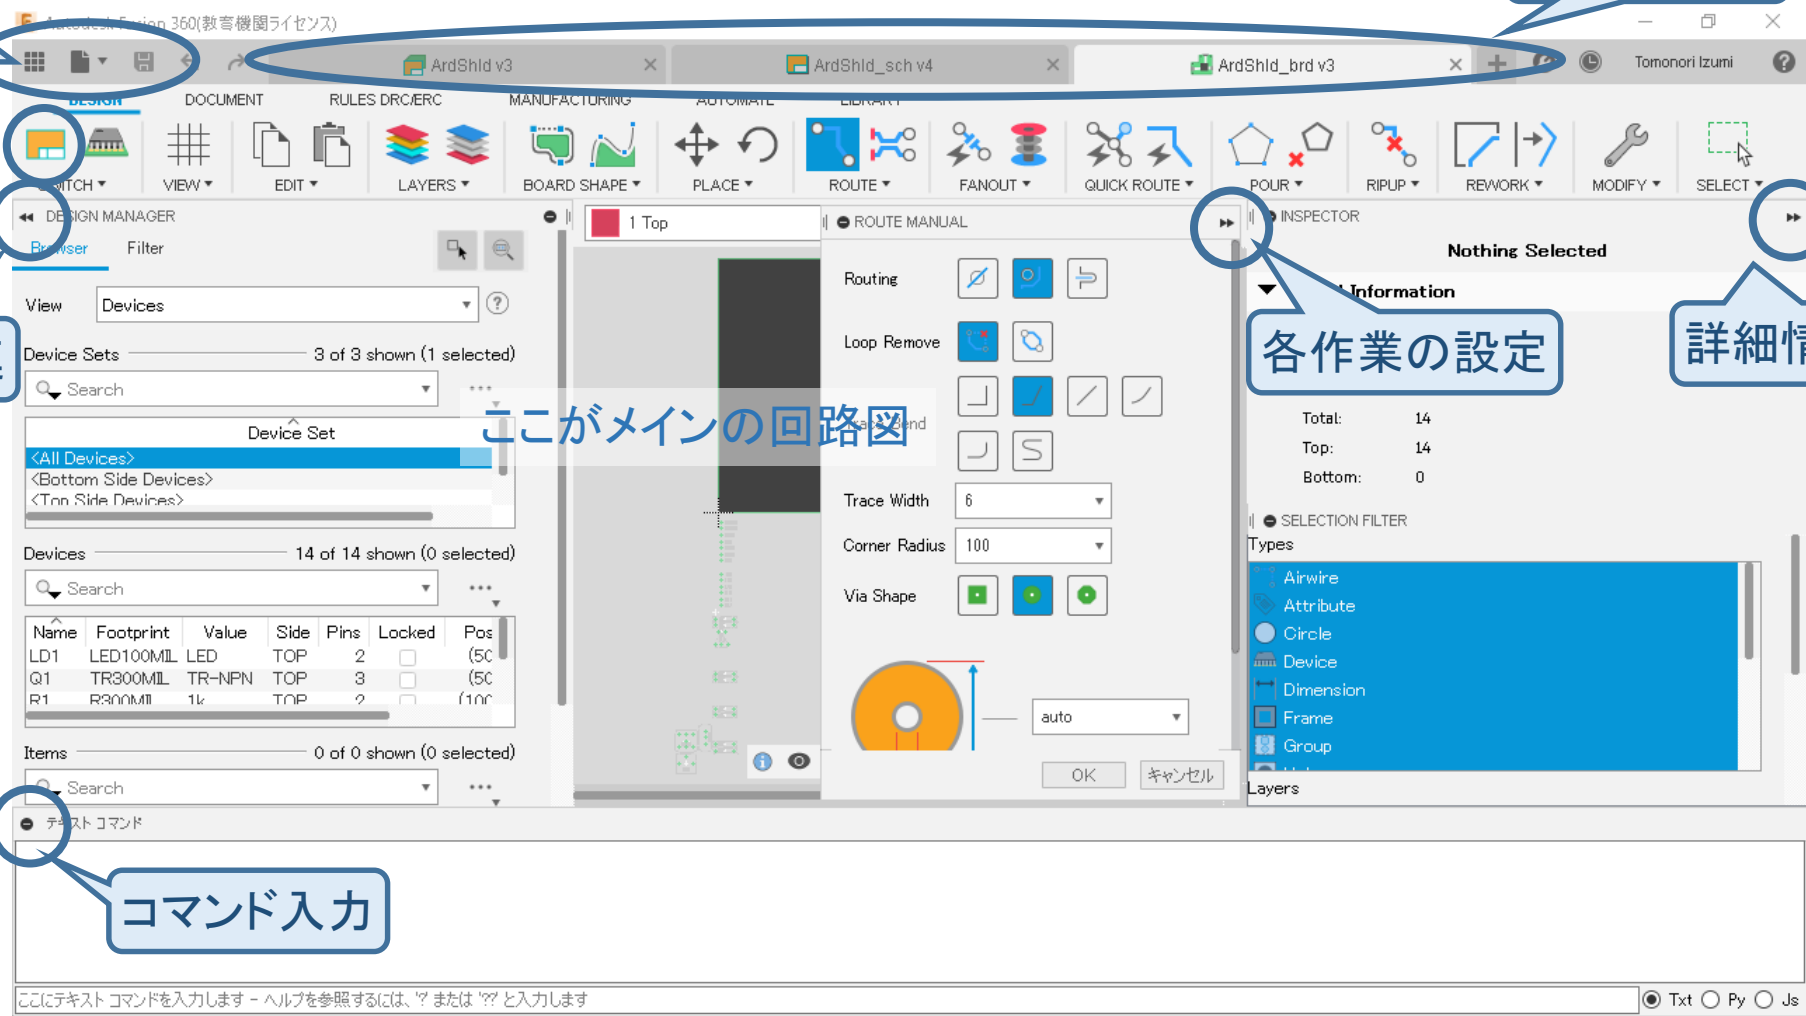 Autodesk Fusion 360(教育機関ライセンス)
ArdShld v3
ArdShld_sch v4
ArdShld_brd v3
Tomonori Izumi
DESIGN
DOCUMENT
RULES DRC/ERC
MANUFACTURING
AUTOMATE
LIBRARY
SWITCH
VIEW
EDIT
LAYERS
BOARD SHAPE
PLACE
ROUTE
FANOUT
QUICK ROUTE
POUR
RIPUP
REWORK
MODIFY
SELECT
DESIGN MANAGER
Browser
Filter
View
Devices
Device Sets
3 of 3 shown (1 selected)
Search
Device Set
<All Devices>
<Bottom Side Devices>
<Top Side Devices>
Devices
14 of 14 shown (0 selected)
Search
Name Footprint Value Side Pins Locked Pos
LD1 LED100MIL LED TOP 2 (50
Q1 TR300MIL TR-NPN TOP 3 (50
R1 R300MIL 1k TOP 2 (100
Items
0 of 0 shown (0 selected)
Search
1 Top
ここがメインの回路図
ROUTE MANUAL
Routing
Loop Remove
Trace Bend
Trace Width
6
Corner Radius
100
Via Shape
auto
OK
キャンセル
INSPECTOR
Nothing Selected
Information
各作業の設定
詳細情
Total: 14
Top: 14
Bottom: 0
SELECTION FILTER
Types
Airwire
Attribute
Circle
Device
Dimension
Frame
Group
Layers
テキスト コマンド
コマンド入力
ここにテキスト コマンドを入力します - ヘルプを参照するには、'?' または '??' と入力します
Txt
Py
Js